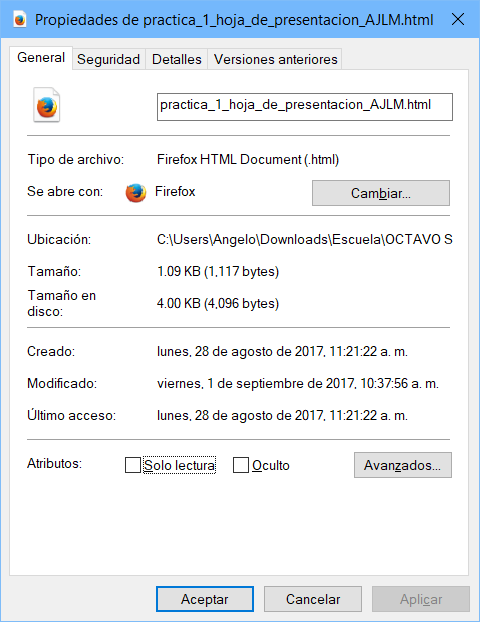 Propiedades de practica_1_hoja_de_presentacion_AJLM.html
General Seguridad Detalles Versiones anteriores
practica_1_hoja_de_presentacion_AJLM.html
Tipo de archivo: Firefox HTML Document (.html)
Se abre con: Firefox Cambiar...
Ubicación: C:\Users\Angelo\Downloads\Escuela\OCTAVO S
Tamaño: 1.09 KB (1,117 bytes)
Tamaño en
disco: 4.00 KB (4,096 bytes)
Creado: lunes, 28 de agosto de 2017, 11:21:22 a. m.
Modificado: viernes, 1 de septiembre de 2017, 10:37:56 a. m.
Último acceso: lunes, 28 de agosto de 2017, 11:21:22 a. m.
Atributos: Solo lectura Oculto Avanzados...
Aceptar Cancelar Aplicar